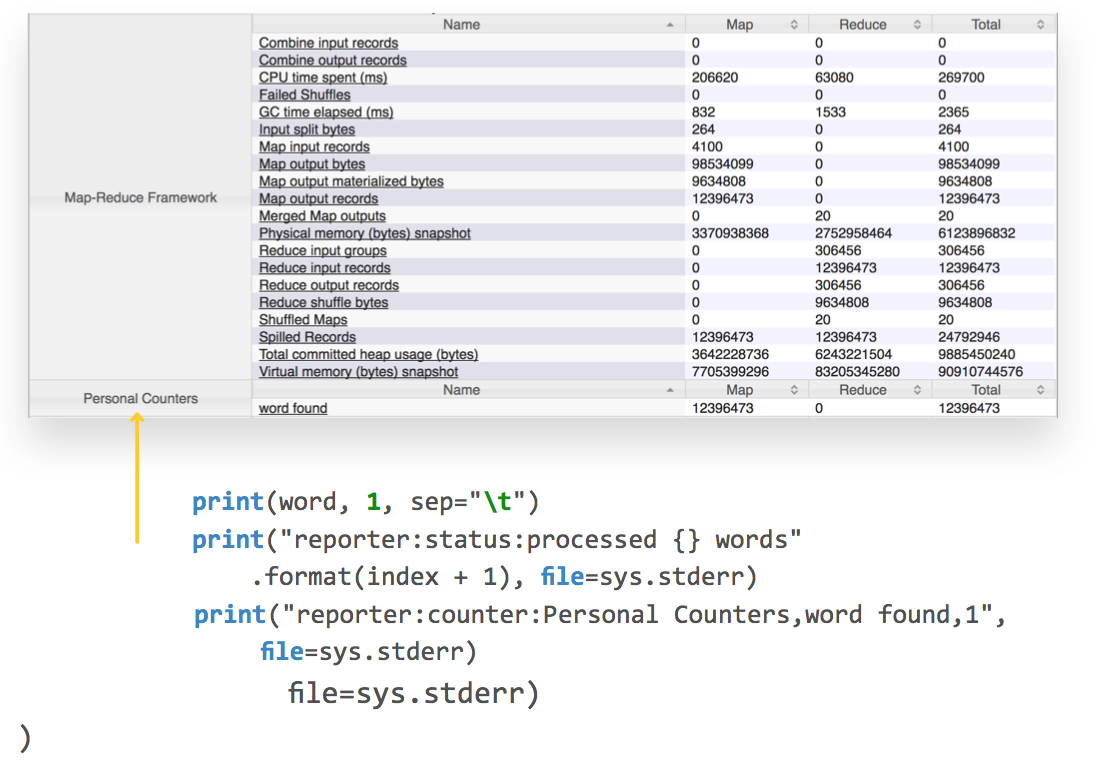 Name Map Reduce Total
Combine input records 0 0 0
Combine output records 0 0 0
CPU time spent (ms) 206620 63080 269700
Failed Shuffles 0 0 0
GC time elapsed (ms) 832 1533 2365
Input split bytes 264 0 264
Map input records 4100 0 4100
Map output bytes 98534099 0 98534099
Map output materialized bytes 9634808 0 9634808
Map-Reduce Framework Map output records 12396473 0 12396473
Merged Map outputs 0 20 20
Physical memory (bytes) snapshot 3370938368 2752958464 6123896832
Reduce input groups 0 306456 306456
Reduce input records 0 12396473 12396473
Reduce output records 0 306456 306456
Reduce shuffle bytes 0 9634808 9634808
Shuffled Maps 0 20 20
Spilled Records 12396473 12396473 24792946
Total committed heap usage (bytes) 3642228736 6243221504 9885450240
Virtual memory (bytes) snapshot 7705399296 83205345280 90910744576
Personal Counters Name Map Reduce Total
word found 12396473 0 12396473
print(word, 1, sep="\t")
print("reporter:status:processed {} words"
.format(index + 1), file=sys.stderr)
print("reporter:counter:Personal Counters,word found,1",
file=sys.stderr)
file=sys.stderr)
)